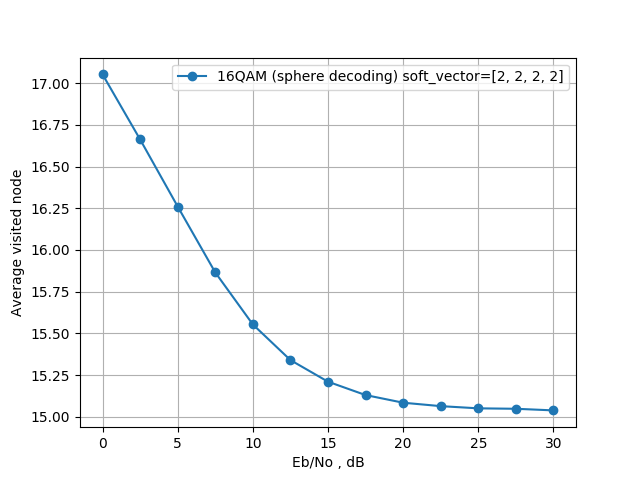 16QAM (sphere decoding) soft_vector=[2, 2, 2, 2]
17.00
16.75
16.50
16.25
16.00
15.75
15.50
15.25
15.00
Average visited node
0 5 10 15 20 25 30
Eb/No , dB